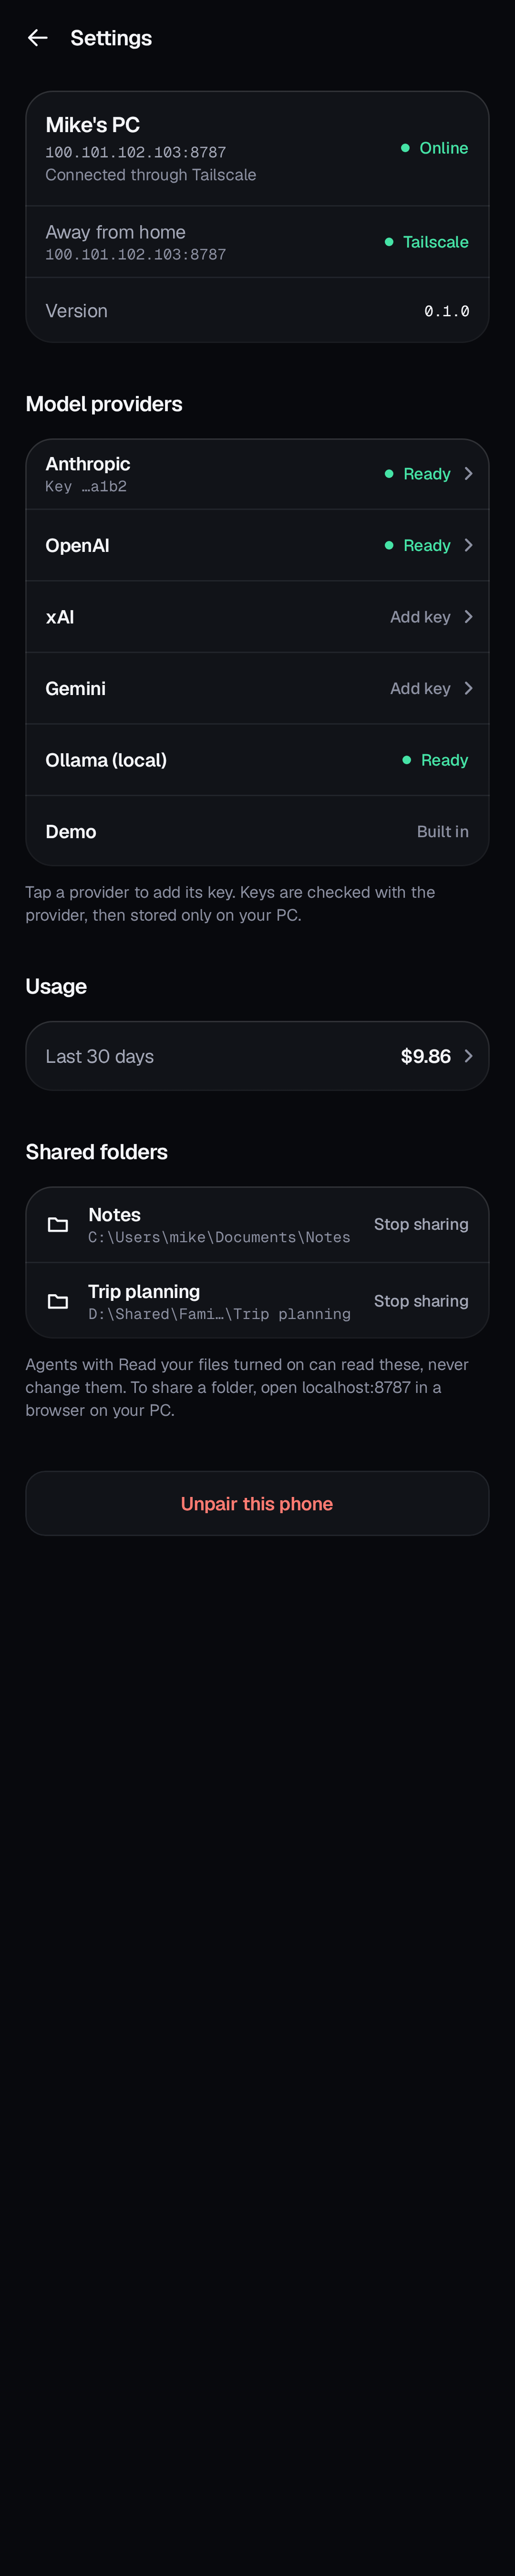 Settings
Mike's PC
100.101.102.103:8787
Connected through Tailscale
Online
Away from home
100.101.102.103:8787
Tailscale
Version
0.1.0
Model providers
Anthropic
Key …a1b2
Ready
OpenAI
Ready
xAI
Add key
Gemini
Add key
Ollama (local)
Ready
Demo
Built in
Tap a provider to add its key. Keys are checked with the
provider, then stored only on your PC.
Usage
Last 30 days
$9.86
Shared folders
Notes
C:\Users\mike\Documents\Notes
Stop sharing
Trip planning
D:\Shared\Fami…\Trip planning
Stop sharing
Agents with Read your files turned on can read these, never
change them. To share a folder, open localhost:8787 in a
browser on your PC.
Unpair this phone